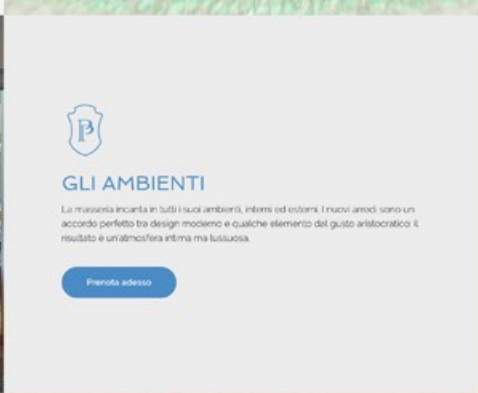 GLI AMBIENTI
La masseria incanta in tutti i suoi ambienti, interni ed esterni. I nuovi arredi sono un
accordo perfetto tra design moderno e qualche elemento dal gusto aristocratico: il
risultato è un'atmosfera intima ma lussuosa.
Prenota adesso